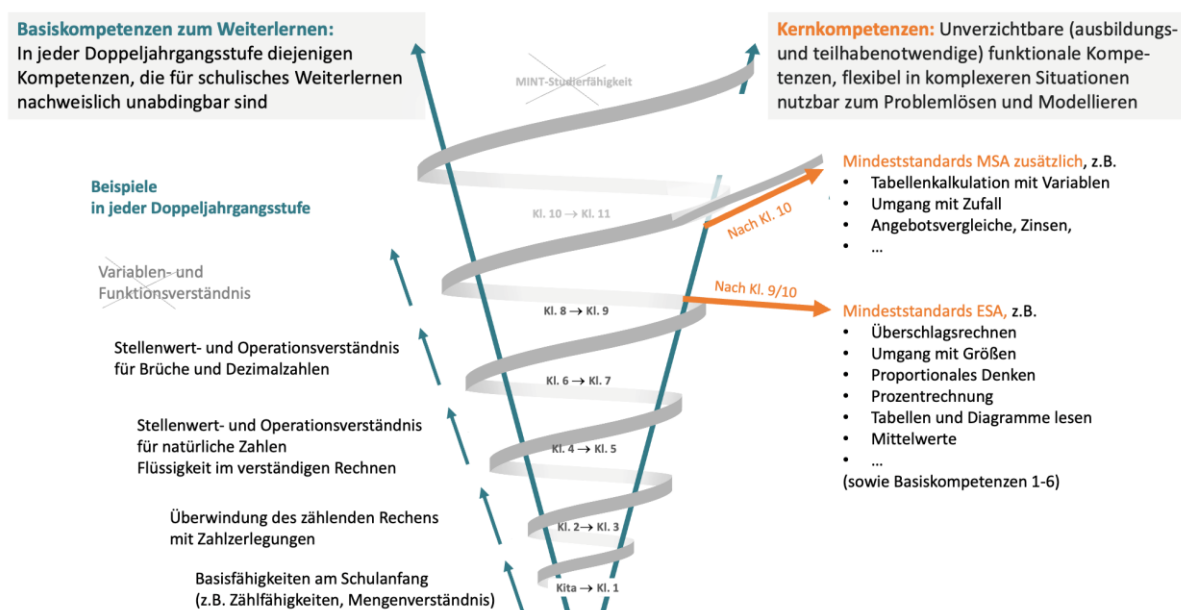 Basiskompetenzen zum Weiterlernen:
In jeder Doppeljahrgangsstufe diejenigen
Kompetenzen, die für schulisches Weiterlernen
nachweislich unabdingbar sind
Kernkompetenzen: Unverzichtbare (ausbildungs-
und teilhabenotwendige) funktionale Kompe-
tenzen, flexibel in komplexeren Situationen
nutzbar zum Problemlösen und Modellieren
MINT-Studierfähigkeit
Beispiele
in jeder Doppeljahrgangsstufe
Kl. 10 → Kl. 11
Nach Kl. 10
Mindeststandards MSA zusätzlich, z.B.
• Tabellenkalkulation mit Variablen
• Umgang mit Zufall
• Angebotsvergleiche, Zinsen,
• ...
Variablen- und
Funktionsverständnis
Kl. 8 → Kl. 9
Nach Kl. 9/10
Mindeststandards ESA, z.B.
• Überschlagsrechnen
• Umgang mit Größen
• Proportionales Denken
• Prozentrechnung
• Tabellen und Diagramme lesen
• Mittelwerte
• ...
(sowie Basiskompetenzen 1-6)
Stellenwert- und Operationsverständnis
für Brüche und Dezimalzahlen
Kl. 6 → Kl. 7
Stellenwert- und Operationsverständnis
für natürliche Zahlen
Flüssigkeit im verständigen Rechnen
Kl. 4 → Kl. 5
Überwindung des zählenden Rechens
mit Zahlzerlegungen
Kl. 2 → Kl. 3
Basisfähigkeiten am Schulanfang
(z.B. Zählfähigkeiten, Mengenverständnis)
Kita → Kl. 1